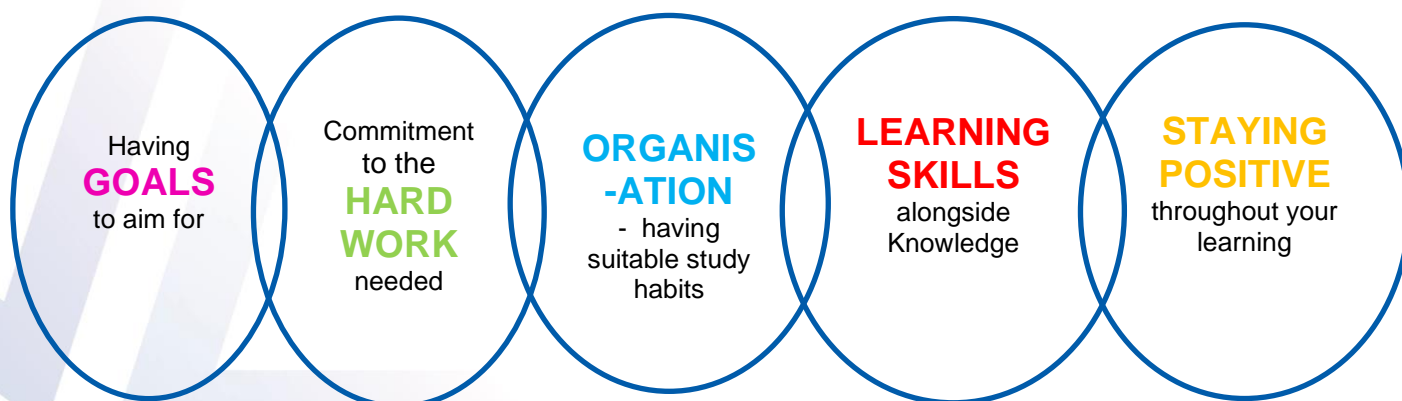 Having
GOALS
to aim for
Commitment
to the
HARD
WORK
needed
ORGANIS
-ATION
- having
suitable study
habits
LEARNING
SKILLS
alongside
Knowledge
STAYING
POSITIVE
throughout your
learning